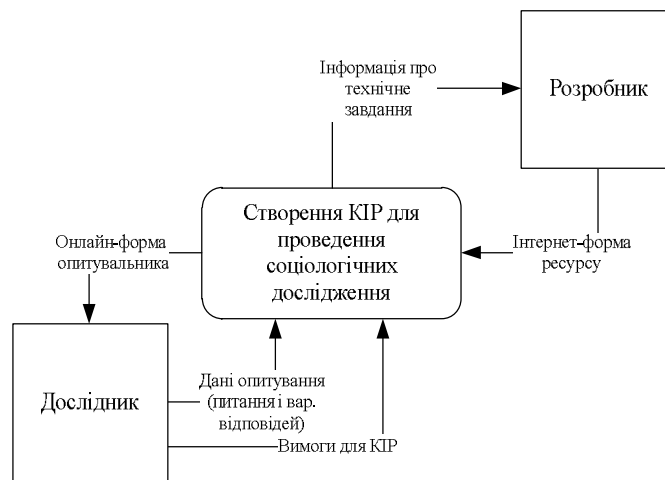 Інформація про
технічне
завдання
Розробник
Створення КІР для
проведення
соціологічних
дослідження
Онлайн-форма
опитувальника
Інтернет-форма
ресурсу
Дослідник
Дані опитування
(питання і вар.
відповідей)
Вимоги для КІР